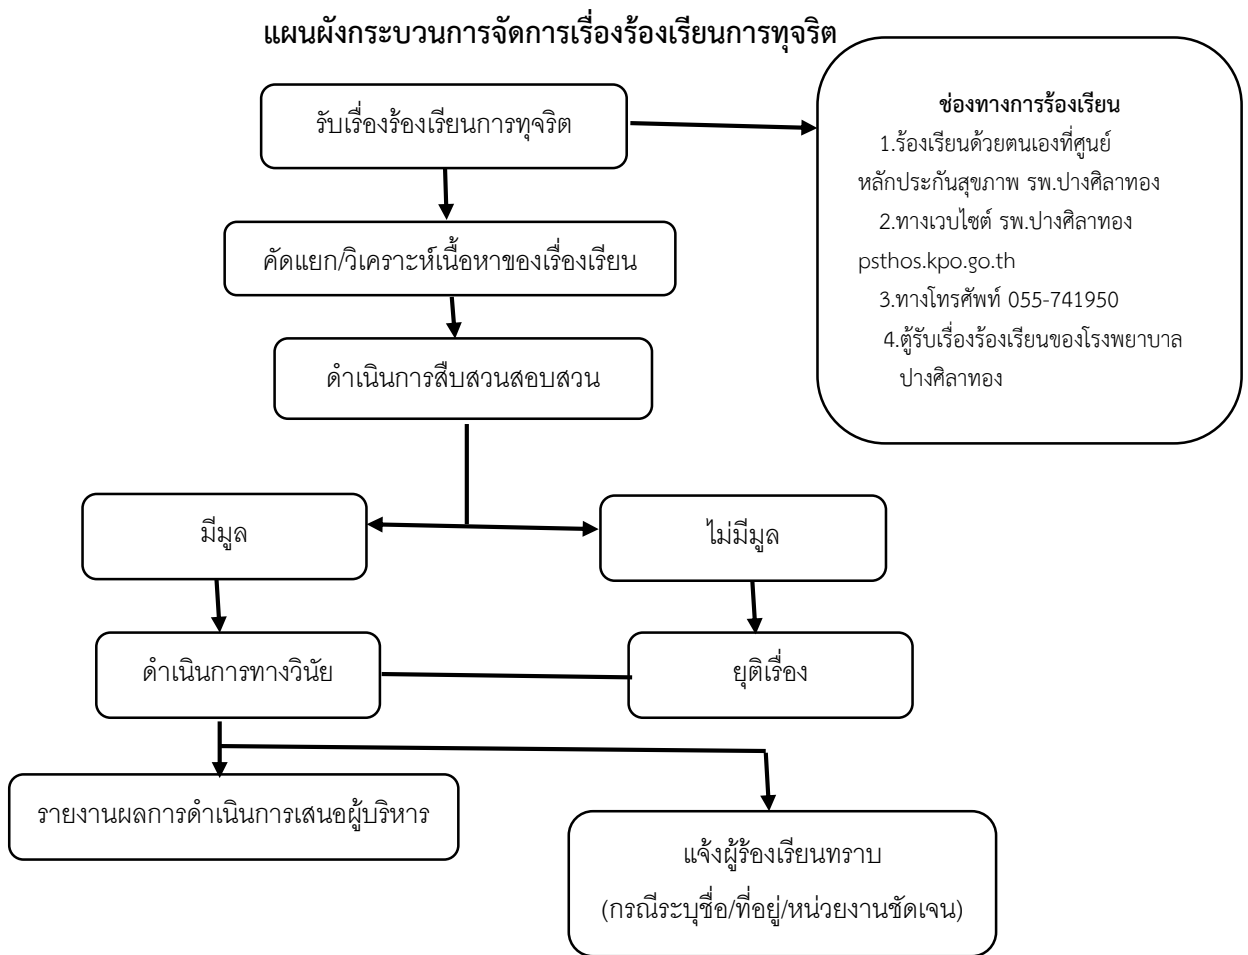 แผนผังกระบวนการจัดการเรื่องร้องเรียนการทุจริต
รับเรื่องร้องเรียนการทุจริต
ช่องทางการร้องเรียน
1.ร้องเรียนด้วยตนเองที่ศูนย์
หลักประกันสุขภาพ รพ.ปางศิลาทอง
2.ทางเวบไซต์ รพ.ปางศิลาทอง
psthos.kpo.go.th
3.ทางโทรศัพท์ 055-741950
4.ตู้รับเรื่องร้องเรียนของโรงพยาบาล
ปางศิลาทอง
คัดแยก/วิเคราะห์เนื้อหาของเรื่องเรียน
ดำเนินการสืบสวนสอบสวน
มีมูล
ไม่มีมูล
ดำเนินการทางวินัย
ยุติเรื่อง
รายงานผลการดำเนินการเสนอผู้บริหาร
แจ้งผู้ร้องเรียนทราบ
(กรณีระบุชื่อ/ที่อยู่/หน่วยงานชัดเจน)